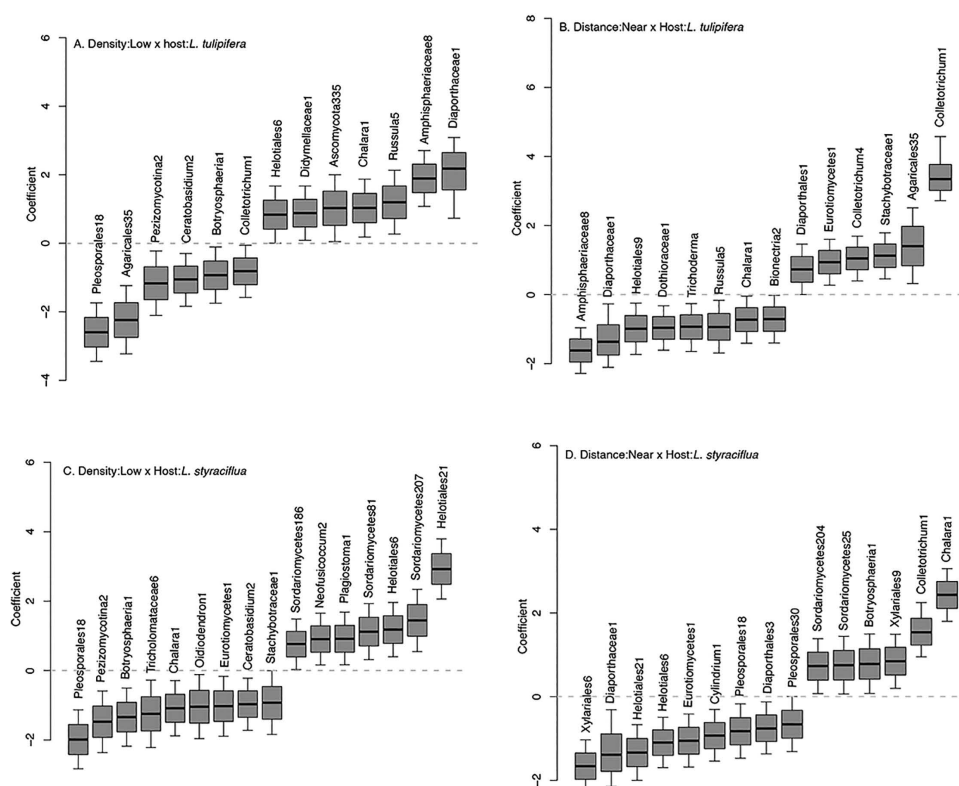 A. Density:Low x host:L. tulipifera
Coefficient
6
4
2
0
−2
−4
Pleosporales18
Agaricales35
Pezizomycotina2
Ceratobasidium2
Botryosphaeria1
Colletotrichum1
Helotiales6
Didymellaceae1
Ascomycota335
Chalara1
Russula5
Amphisphaeriaceae8
Diaporthaceae1
B. Distance:Near x Host:L. tulipifera
Coefficient
8
6
4
2
0
−2
Amphisphaeriaceae8
Diaporthaceae1
Helotiales9
Dothioraceae1
Trichoderma
Russula5
Chalara1
Bionectria2
Diaporthales1
Eurotiomycetes1
Colletotrichum4
Stachybotraceae1
Agaricales35
Colletotrichum1
C. Density:Low x Host:L. styraciflua
Coefficient
6
4
2
0
−2
Pleosporales18
Pezizomycotina2
Botryosphaeria1
Tricholomataceae6
Chalara1
Oidiodendron1
Eurotiomycetes1
Ceratobasidium2
Stachybotraceae1
Sordariomycetes186
Neofusicoccum2
Plagiostoma1
Sordariomycetes81
Helotiales6
Sordariomycetes207
Helotiales21
D. Distance:Near x Host:L. styraciflua
Coefficient
6
4
2
0
−2
Xylariales6
Diaporthaceae1
Helotiales21
Helotiales6
Eurotiomycetes1
Cylindrium1
Pleosporales18
Diaporthales3
Pleosporales30
Sordariomycetes204
Sordariomycetes25
Botryosphaeria1
Xylariales9
Colletotrichum1
Chalara1